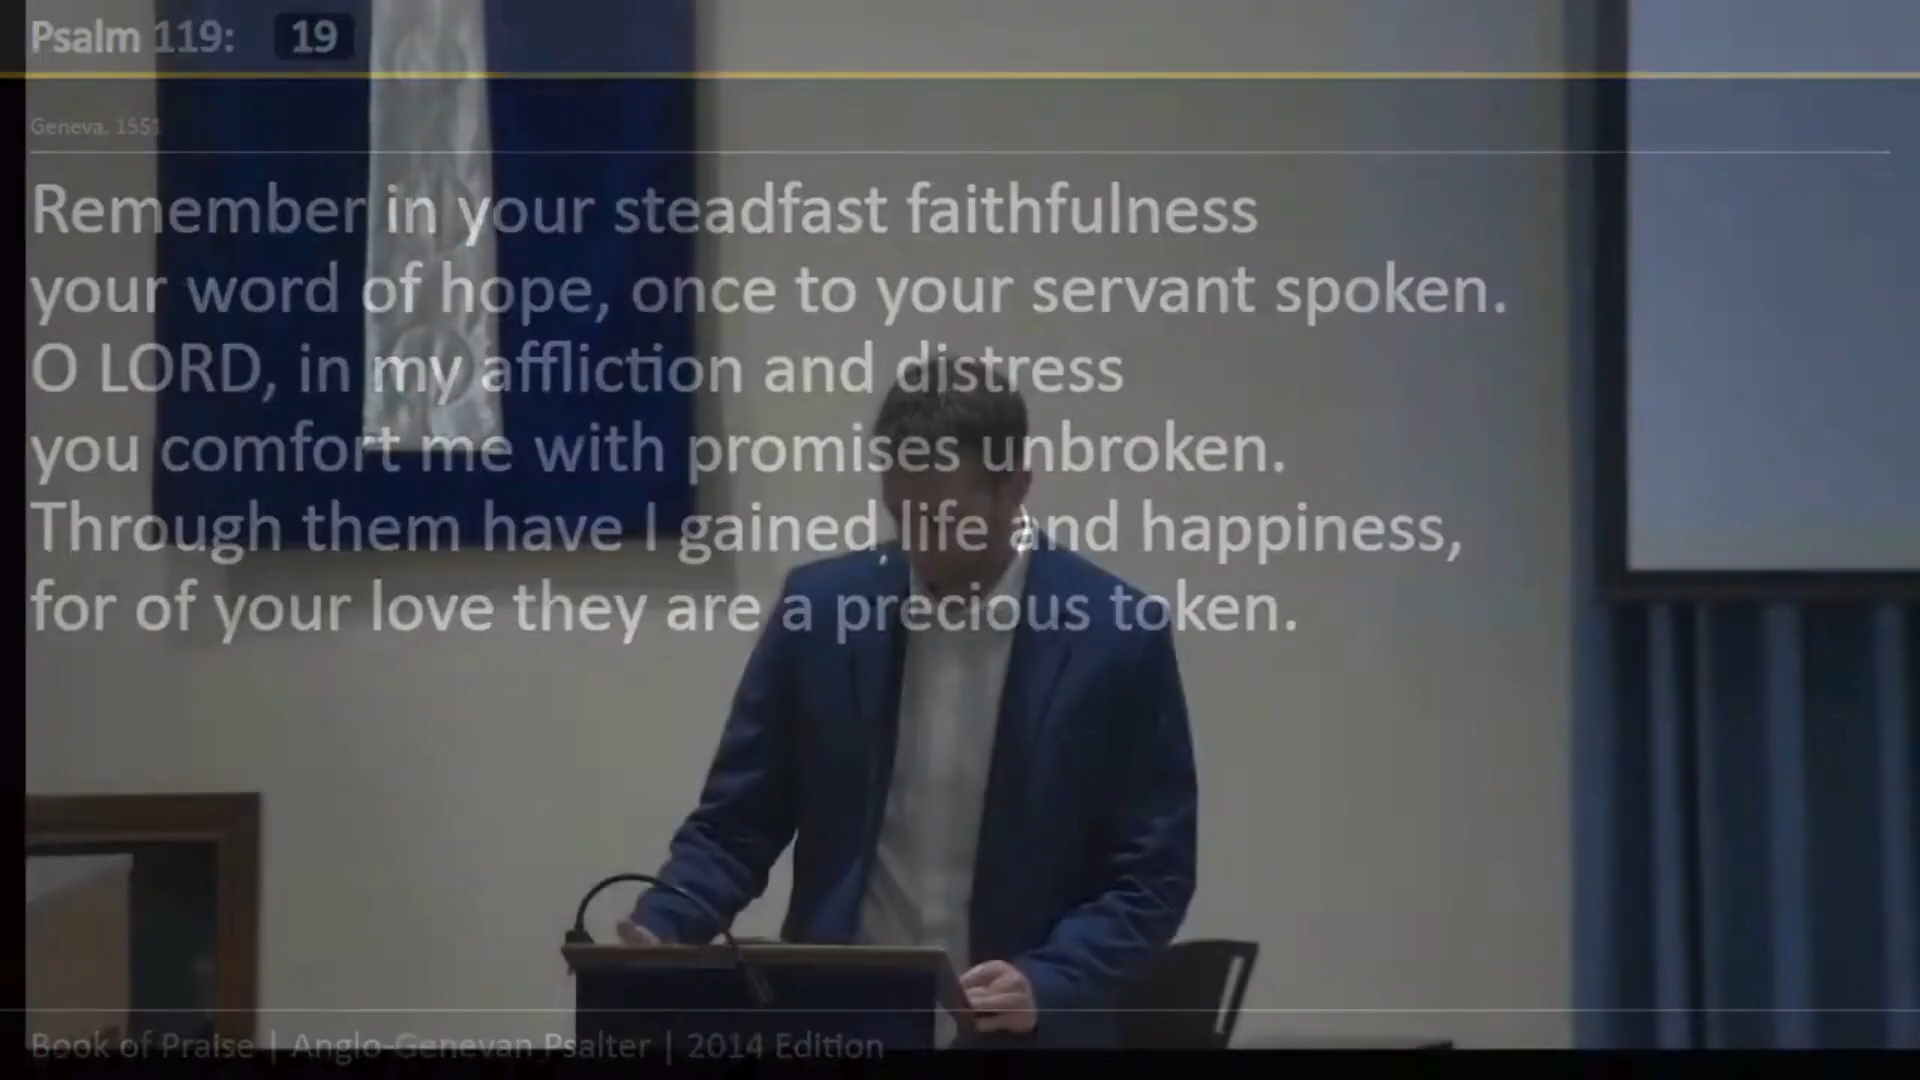 Psalm 119: 19
Geneva, 1551
Remember in your steadfast faithfulness
your word of hope, once to your servant spoken.
O LORD, in my affliction and distress
you comfort me with promises unbroken.
Through them have I gained life and happiness,
for of your love they are a precious token.
Book of Praise | Anglo-Genevan Psalter | 2014 Edition